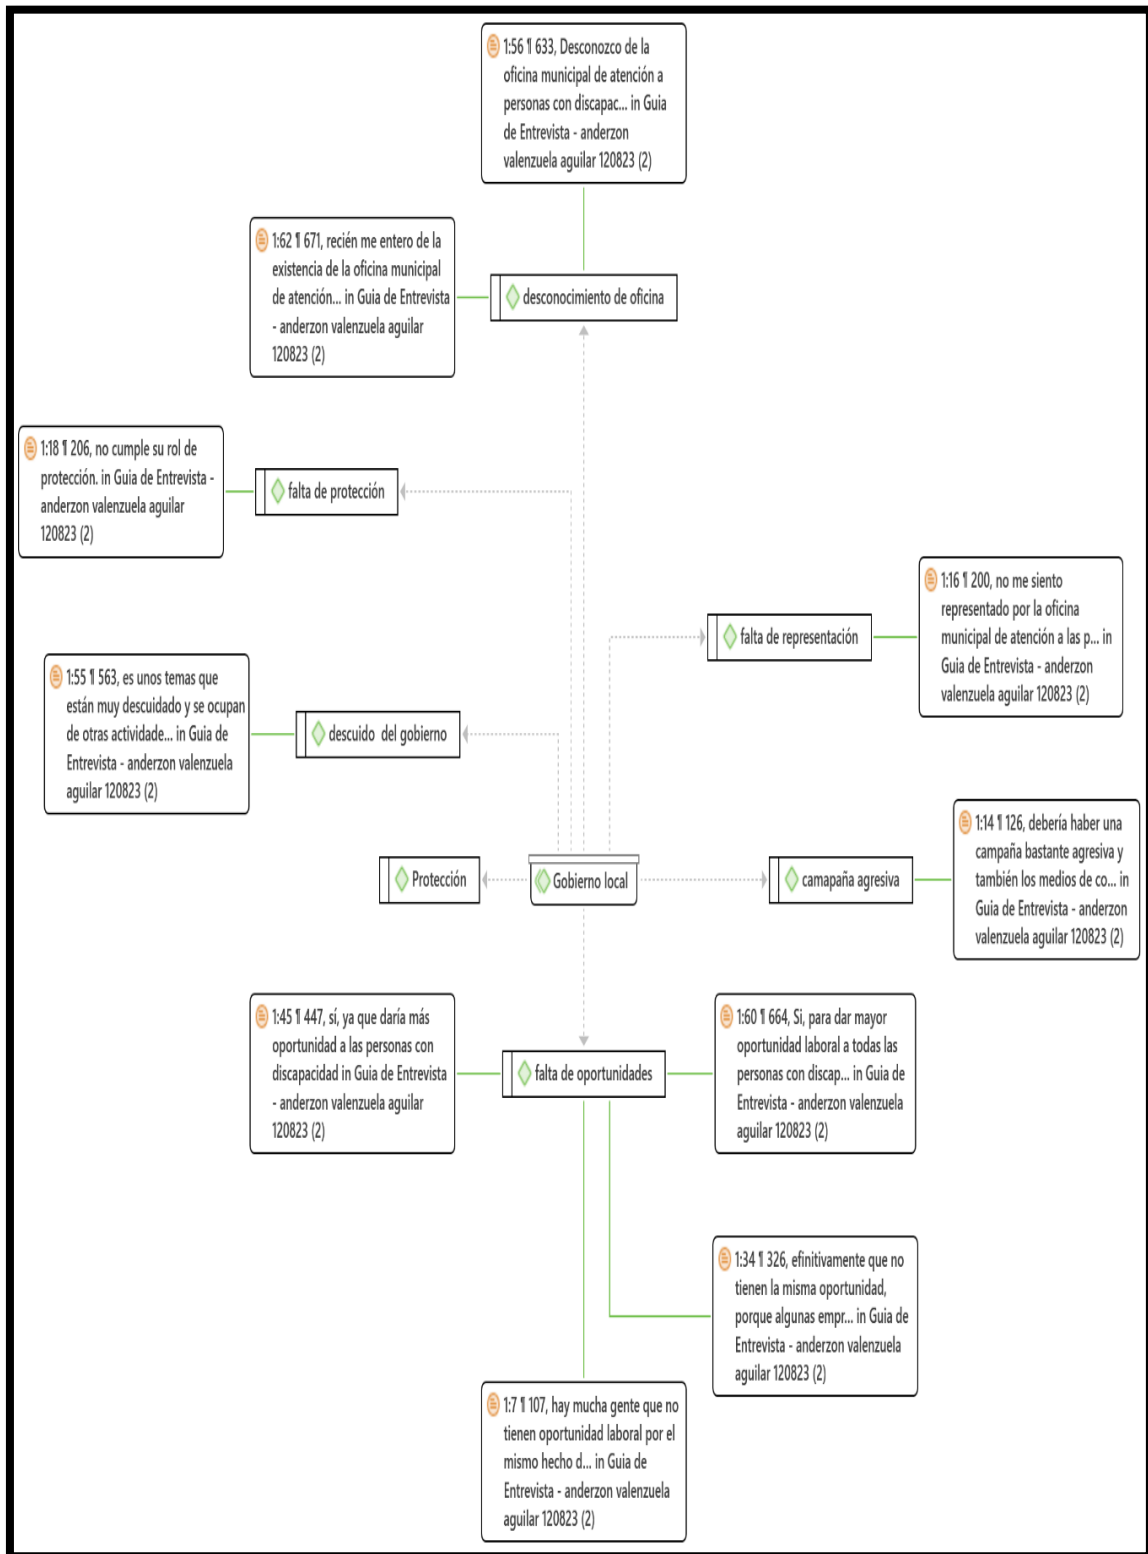 1:56 ¶ 633, Desconozco de la
oficina municipal de atención a
personas con discapac... in Guia
de Entrevista - anderzon
valenzuela aguilar 120823 (2)
1:62 ¶ 671, recién me entero de la
existencia de la oficina municipal
de atención... in Guia de Entrevista
- anderzon valenzuela aguilar
120823 (2)
desconocimiento de oficina
1:18 ¶ 206, no cumple su rol de
protección. in Guia de Entrevista -
anderzon valenzuela aguilar
120823 (2)
falta de protección
1:16 ¶ 200, no me siento
representado por la oficina
municipal de atención a las p... in
Guia de Entrevista - anderzon
valenzuela aguilar 120823 (2)
falta de representación
1:55 ¶ 563, es unos temas que
están muy descuidado y se ocupan
de otras actividade... in Guia de
Entrevista - anderzon valenzuela
aguilar 120823 (2)
descuido del gobierno
1:14 ¶ 126, debería haber una
campaña bastante agresiva y
también los medios de co... in
Guia de Entrevista - anderzon
valenzuela aguilar 120823 (2)
Protección
Gobierno local
camapaña agresiva
1:45 ¶ 447, sí, ya que daría más
oportunidad a las personas con
discapacidad in Guia de Entrevista
- anderzon valenzuela aguilar
120823 (2)
falta de oportunidades
1:60 ¶ 664, Si, para dar mayor
oportunidad laboral a todas las
personas con discap... in Guia de
Entrevista - anderzon valenzuela
aguilar 120823 (2)
1:34 ¶ 326, efinitivamente que no
tienen la misma oportunidad,
porque algunas empr... in Guia de
Entrevista - anderzon valenzuela
aguilar 120823 (2)
1:7 ¶ 107, hay mucha gente que no
tienen oportunidad laboral por el
mismo hecho d... in Guia de
Entrevista - anderzon valenzuela
aguilar 120823 (2)